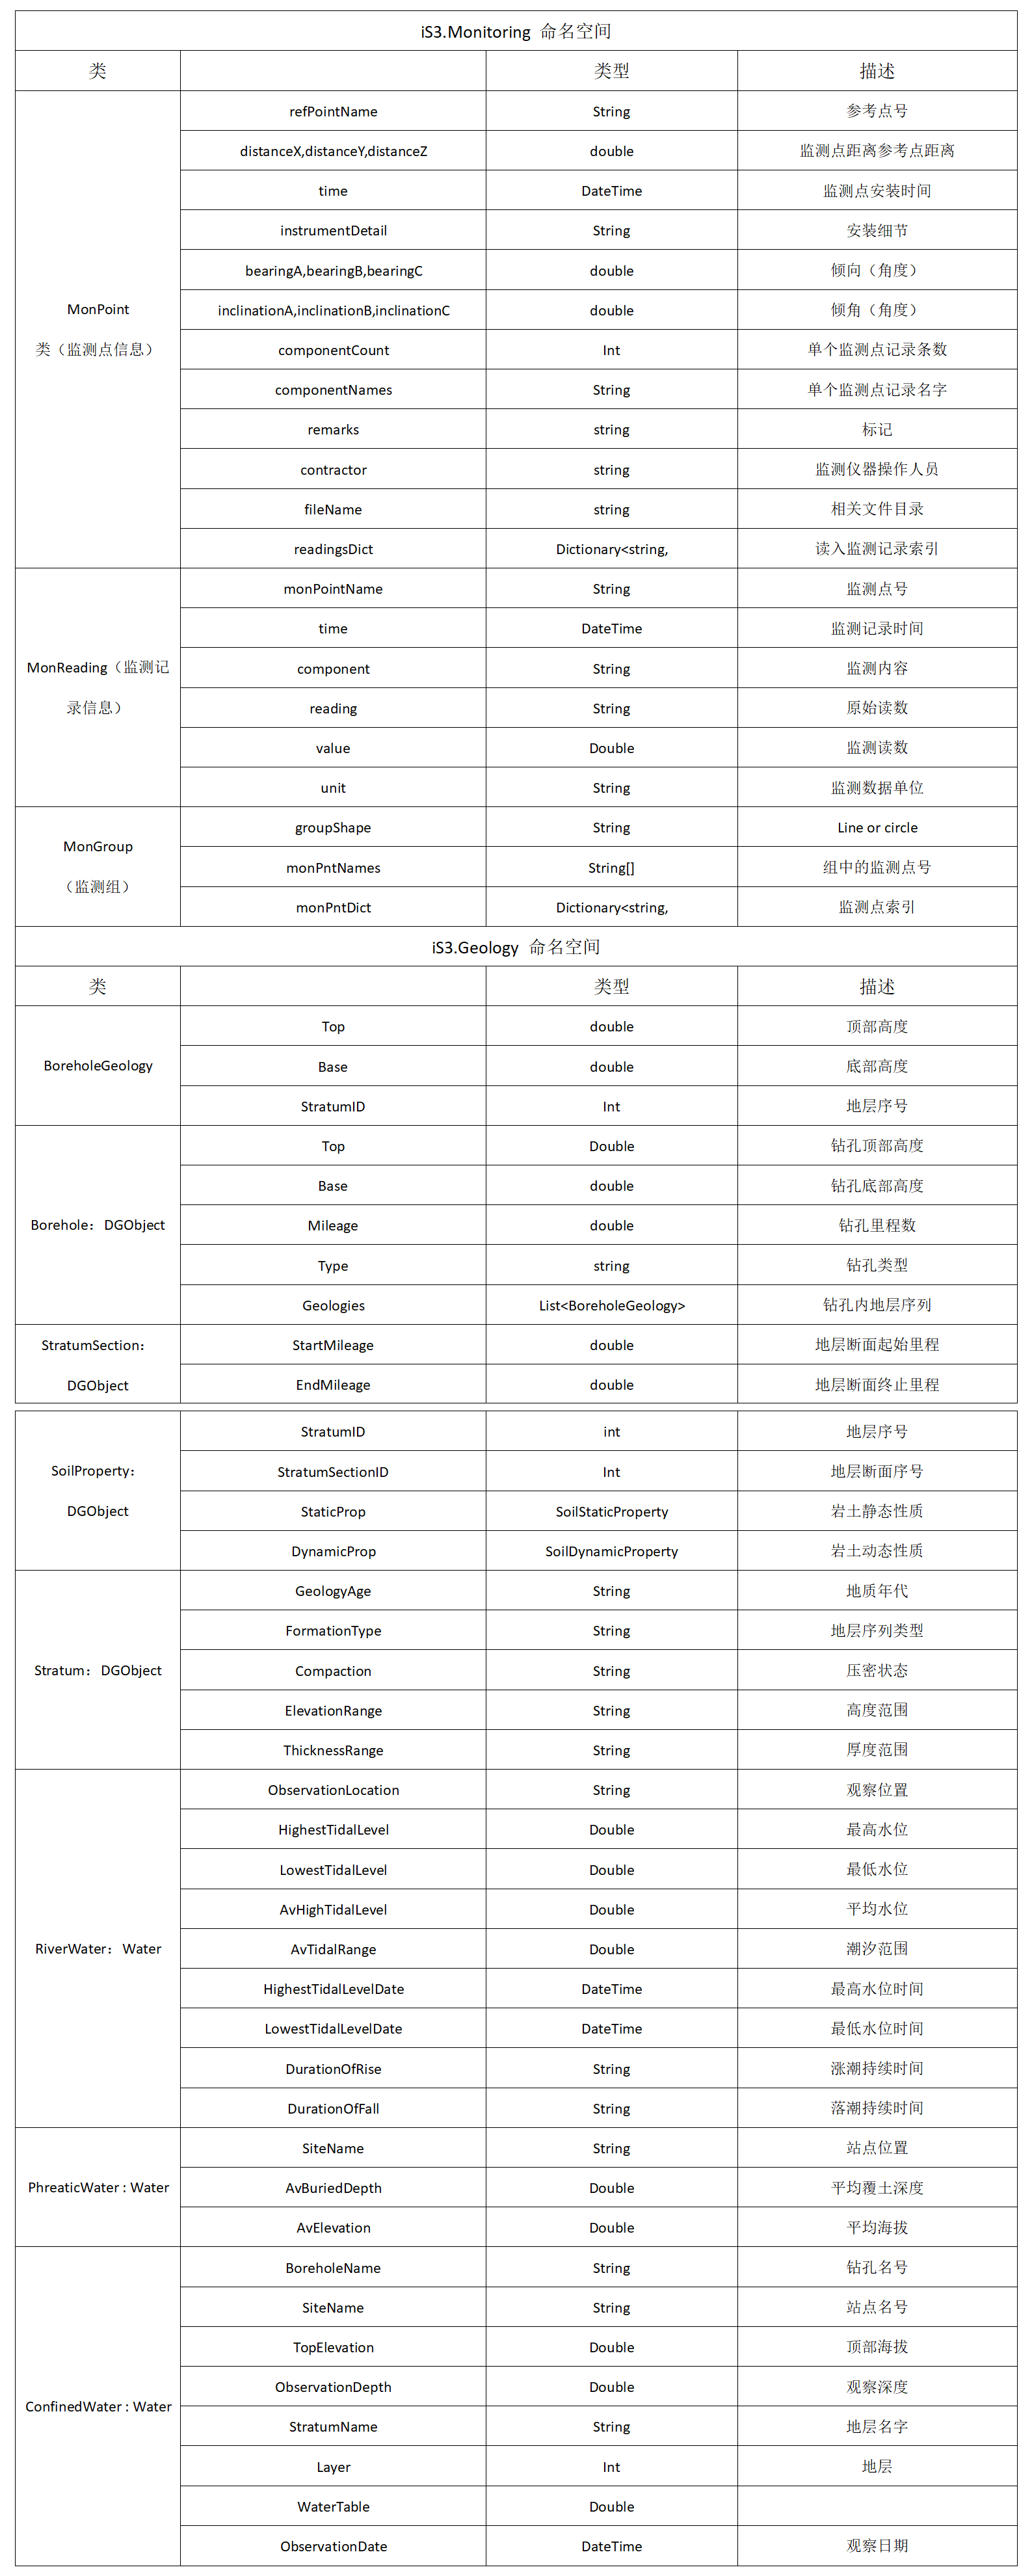 iS3.Monitoring 命名空间
类 类型 描述
MonPoint
类（监测点信息）
refPointName String 参考点号
distanceX,distanceY,distanceZ double 监测点距离参考点距离
time DateTime 监测点安装时间
instrumentDetail String 安装细节
bearingA,bearingB,bearingC double 倾向（角度）
inclinationA,inclinationB,inclinationC double 倾角（角度）
componentCount Int 单个监测点记录条数
componentNames String 单个监测点记录名字
remarks string 标记
contractor string 监测仪器操作人员
fileName string 相关文件目录
readingsDict Dictionary<string, 读入监测记录索引
MonReading（监测记
录信息）
monPointName String 监测点号
time DateTime 监测记录时间
component String 监测内容
reading String 原始读数
value Double 监测读数
unit String 监测数据单位
MonGroup
（监测组）
groupShape String Line or circle
monPntNames String[] 组中的监测点号
monPntDict Dictionary<string, 监测点索引
iS3.Geology 命名空间
类 类型 描述
BoreholeGeology
Top double 顶部高度
Base double 底部高度
StratumID Int 地层序号
Borehole：DGObject
Top Double 钻孔顶部高度
Base double 钻孔底部高度
Mileage double 钻孔里程数
Type string 钻孔类型
Geologies List<BoreholeGeology> 钻孔内地层序列
StratumSection：
DGObject
StartMileage double 地层断面起始里程
EndMileage double 地层断面终止里程
SoilProperty：
DGObject
StratumID int 地层序号
StratumSectionID Int 地层断面序号
StaticProp SoilStaticProperty 岩土静态性质
DynamicProp SoilDynamicProperty 岩土动态性质
Stratum：DGObject
GeologyAge String 地质年代
FormationType String 地层序列类型
Compaction String 压密状态
ElevationRange String 高度范围
ThicknessRange String 厚度范围
RiverWater：Water
ObservationLocation String 观察位置
HighestTidalLevel Double 最高水位
LowestTidalLevel Double 最低水位
AvHighTidalLevel Double 平均水位
AvTidalRange Double 潮汐范围
HighestTidalLevelDate DateTime 最高水位时间
LowestTidalLevelDate DateTime 最低水位时间
DurationOfRise String 涨潮持续时间
DurationOfFall String 落潮持续时间
PhreaticWater : Water
SiteName String 站点位置
AvBuriedDepth Double 平均覆土深度
AvElevation Double 平均海拔
ConfinedWater : Water
BoreholeName String 钻孔名号
SiteName String 站点名号
TopElevation Double 顶部海拔
ObservationDepth Double 观察深度
StratumName String 地层名字
Layer Int 地层
WaterTable Double
ObservationDate DateTime 观察日期